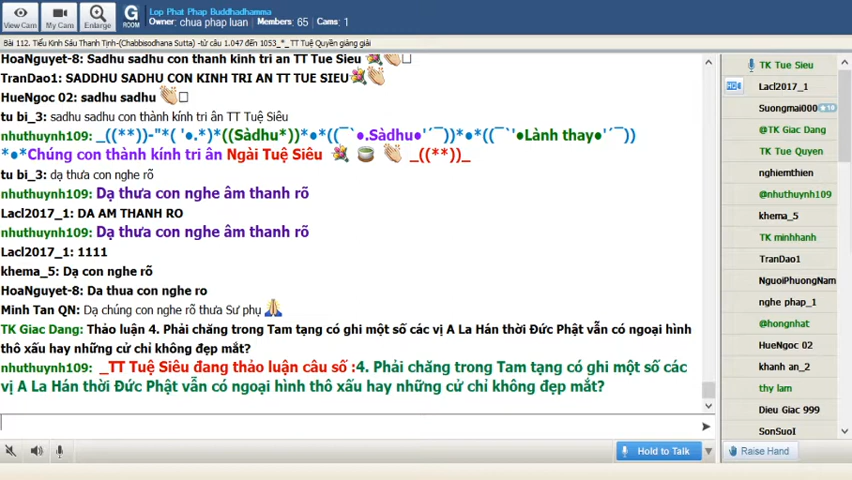 Lop Phat Phap Buddhadhamma
Owner: chua phap luan Members: 65 Cams: 1
View Cam My Cam Enlarge G ROOM
Bài 112. Tiểu Kinh Sáu Thanh Tịnh-(Chabbisodhana Sutta) -từ câu 1.047 đến 1053_*_ TT Tuệ Quyền giảng giải
HoaNguyet-8: Sadhu sadhu con thanh kính tri ân TT Tue Sieu
TranDao1: SADDHU SADHU CON KINH TRI AN TT TUE SIEU
HueNgoc 02: sadhu sadhu
tu bi_3: sadhu sadhu con thành kính tri ân TT Tuệ Siêu
nhuthuynh109: _((**))-"*( '●.*)*((Sàdhu*))*●*((¯`●.Sàdhu●'´¯))*●*((¯`'●Lành thay●'´¯))
*●*Chúng con thành kính tri ân Ngài Tuệ Siêu _((**))_
tu bi_3: dạ thưa con nghe rõ
nhuthuynh109: Dạ thưa con nghe âm thanh rõ
Lacl2017_1: DA AM THANH RO
nhuthuynh109: Dạ thưa con nghe âm thanh rõ
Lacl2017_1: 1111
khema_5: Dạ con nghe rõ
HoaNguyet-8: Da thua con nghe ro
Minh Tan QN: Dạ chúng con nghe rõ thưa Sư phụ
TK Giac Dang: Thảo luận 4. Phải chăng trong Tam tạng có ghi một số các vị A La Hán thời Đức Phật vẫn có ngoại hình
thô xấu hay những cử chỉ không đẹp mắt?
nhuthuynh109: _TT Tuệ Siêu đang thảo luận câu số :4. Phải chăng trong Tam tạng có ghi một số các
vị A La Hán thời Đức Phật vẫn có ngoại hình thô xấu hay những cử chỉ không đẹp mắt?
Hold to Talk
TK Tue Sieu
HD Lacl2017_1
Suongmai000 10
@TK Giac Dang
TK Tue Quyen
nghiemthien
@nhuthuynh109
khema_5
TK minhhanh
TranDao1
NguoiPhuongNam
nghe phap_1
@hongnhat
HueNgoc 02
khanh an_2
thy lam
Dieu Giac 999
SonSuoI
Raise Hand